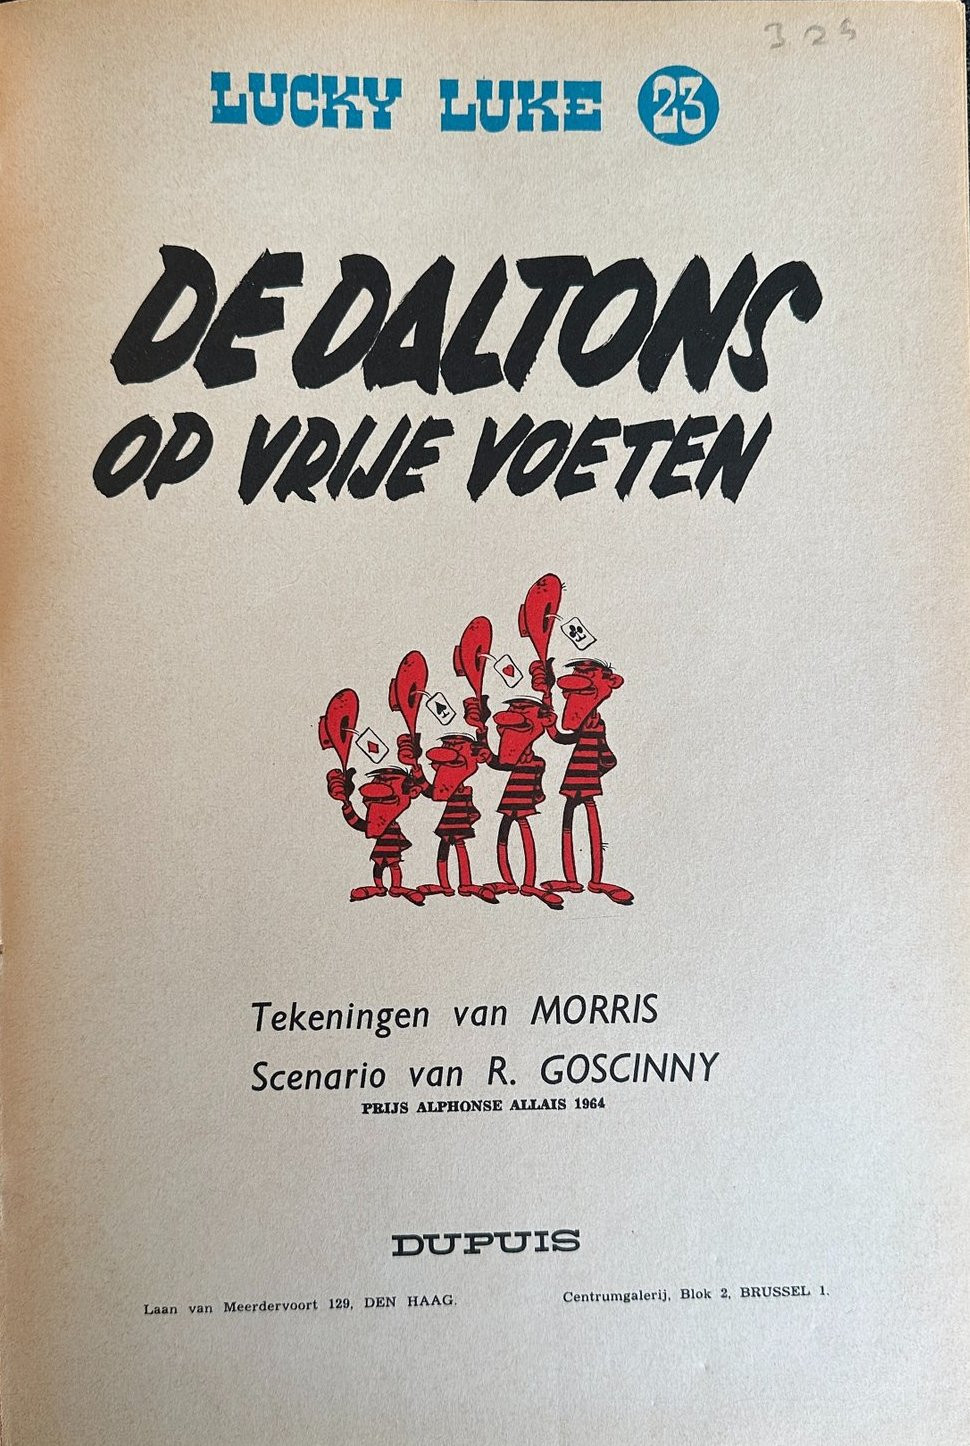 325
LUCKY LUKE 23
DE DALTONS
OP VRIJE VOETEN
Tekeningen van MORRIS
Scenario van R. GOSCINNY
PRIJS ALPHONSE ALLAIS 1964
DUPUIS
Laan van Meerdervoort 129, DEN HAAG.
Centrumgalerij, Blok 2, BRUSSEL 1.